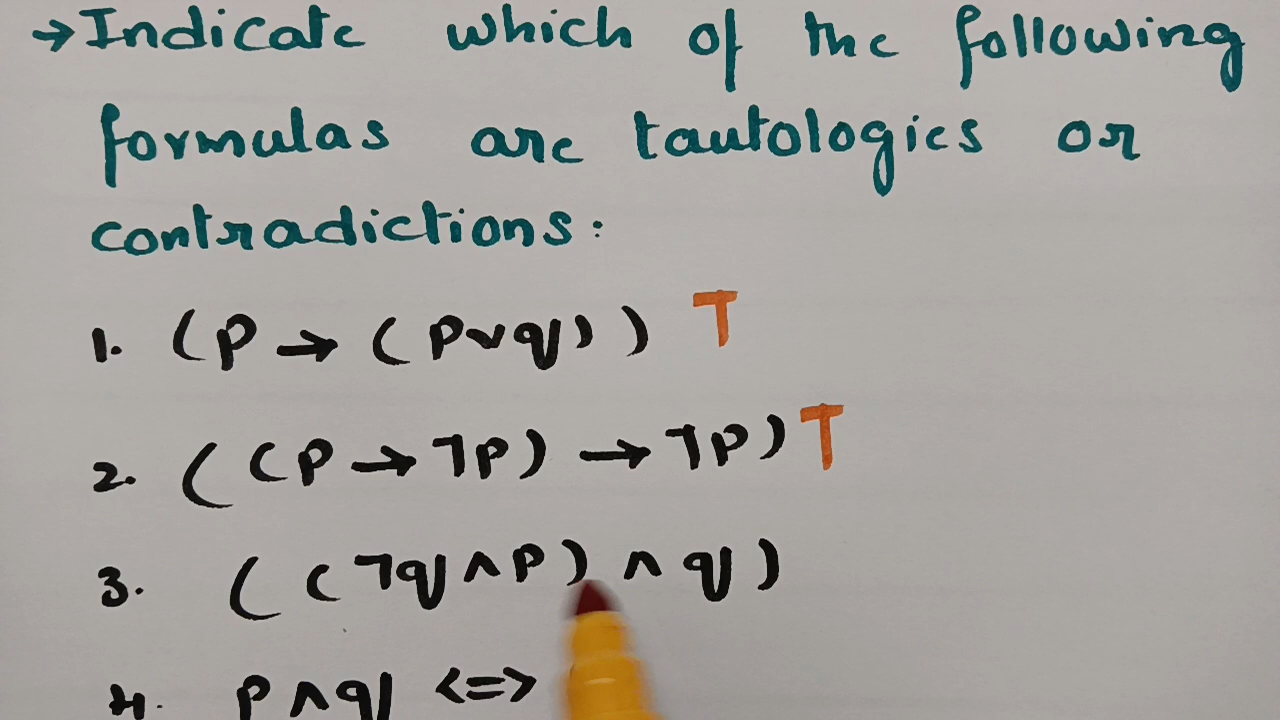 →Indicate which of the following
formulas are tautologies or
contradictions:
1. (P → (P∨q)) T
2. ((P → ¬P) → ¬P) T
3. ((¬q ∧ P) ∧ q)
4. P ∧ q <=>